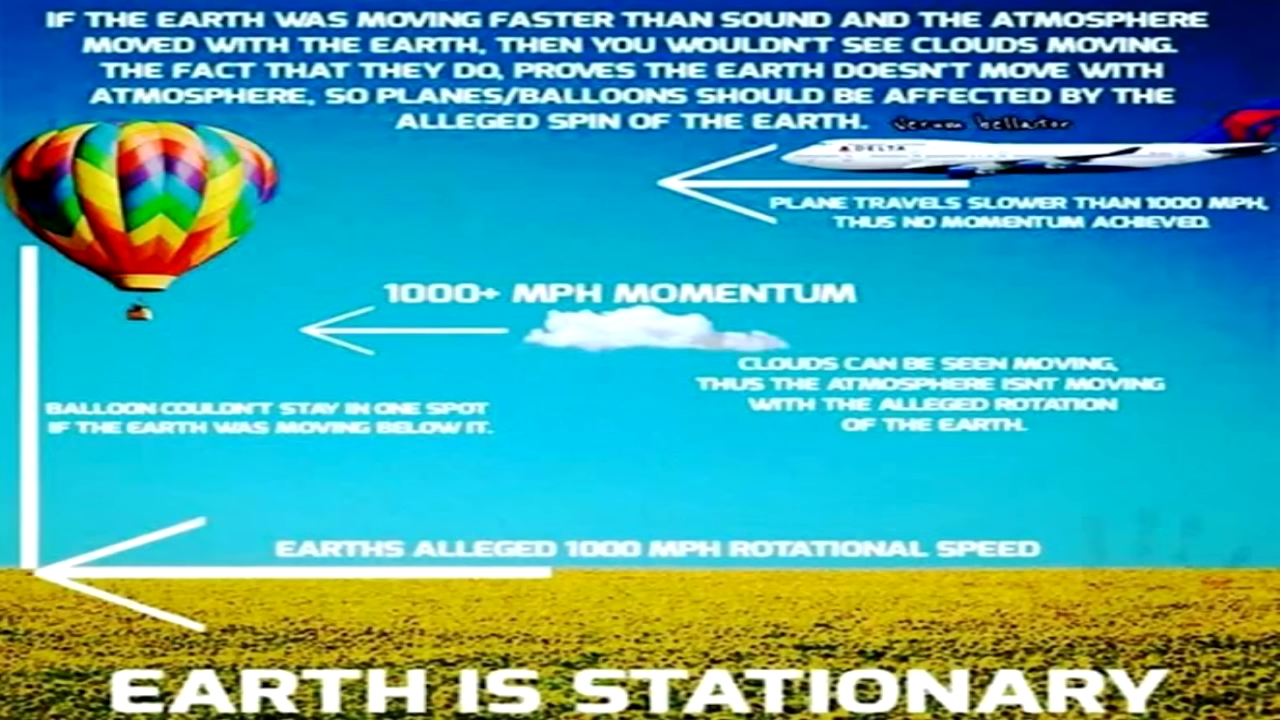 IF THE EARTH WAS MOVING FASTER THAN SOUND AND THE ATMOSPHERE
MOVED WITH THE EARTH, THEN YOU WOULDN'T SEE CLOUDS MOVING.
THE FACT THAT THEY DO, PROVES THE EARTH DOESN'T MOVE WITH
ATMOSPHERE, SO PLANES/BALLOONS SHOULD BE AFFECTED BY THE
ALLEGED SPIN OF THE EARTH.
verum bellator
DELTA
PLANE TRAVELS SLOWER THAN 1000 MPH,
THUS NO MOMENTUM ACHIEVED.
1000+ MPH MOMENTUM
CLOUDS CAN BE SEEN MOVING,
THUS THE ATMOSPHERE ISNT MOVING
WITH THE ALLEGED ROTATION
OF THE EARTH.
BALLOON COULDN'T STAY IN ONE SPOT
IF THE EARTH WAS MOVING BELOW IT.
EARTHS ALLEGED 1000 MPH ROTATIONAL SPEED
EARTH IS STATIONARY